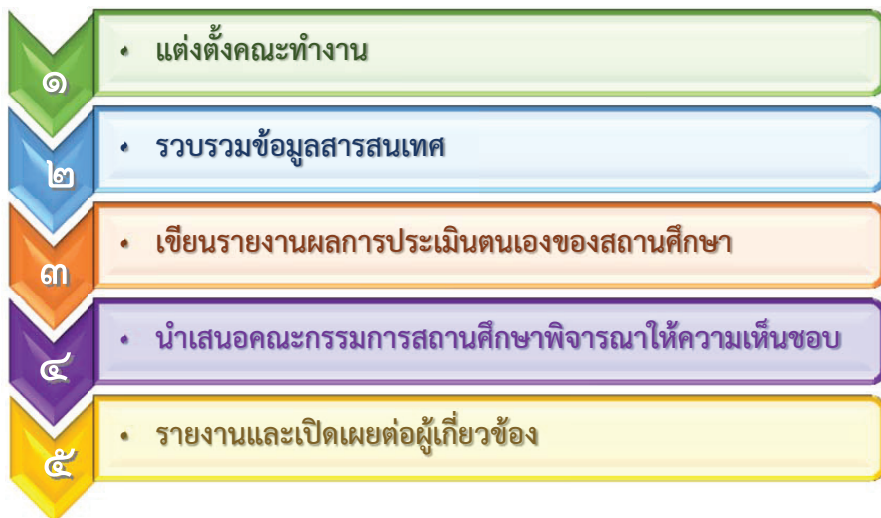 ๑
• แต่งตั้งคณะทำงาน
๒
• รวบรวมข้อมูลสารสนเทศ
๓
• เขียนรายงานผลการประเมินตนเองของสถานศึกษา
๔
• นำเสนอคณะกรรมการสถานศึกษาพิจารณาให้ความเห็นชอบ
๕
• รายงานและเปิดเผยต่อผู้เกี่ยวข้อง